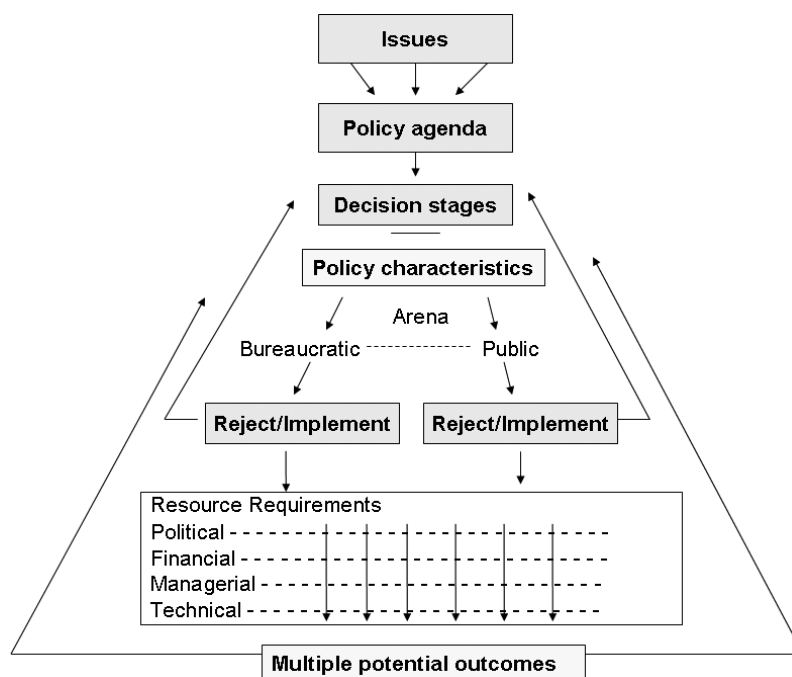 Issues
Policy agenda
Decision stages
Policy characteristics
Arena
Bureaucratic
Public
Reject/Implement
Reject/Implement
Resource Requirements
Political
Financial
Managerial
Technical
Multiple potential outcomes